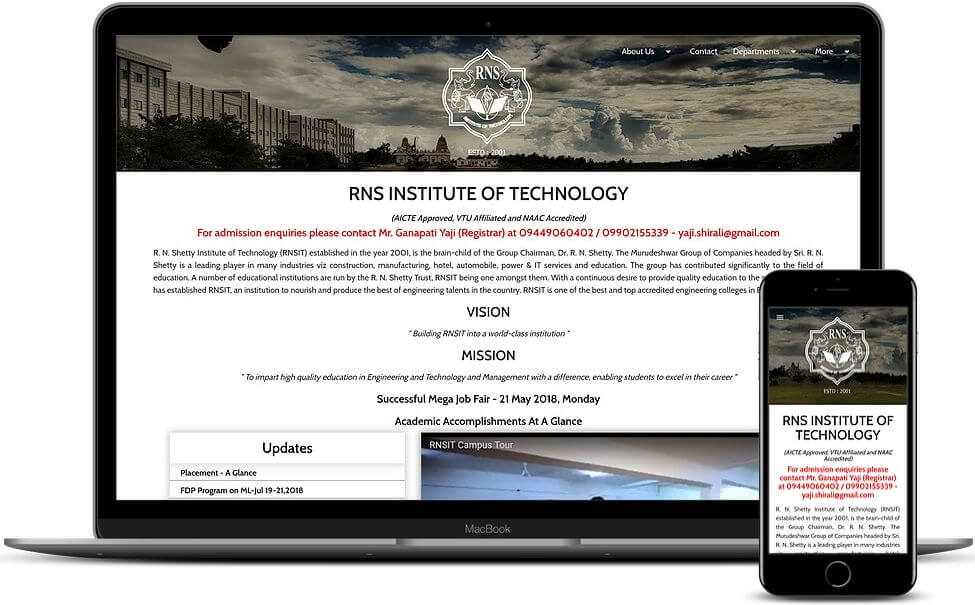 About Us Contact Departments More
RNS
INSTITUTE OF TECHNOLOGY
ESTD : 2001
RNS INSTITUTE OF TECHNOLOGY
(AICTE Approved, VTU Affiliated and NAAC Accredited)
For admission enquiries please contact Mr. Ganapati Yaji (Registrar) at 09449060402 / 09902155339 - yaji.shirali@gmail.com
R. N. Shetty Institute of Technology (RNSIT) established in the year 2001, is the brain-child of the Group Chairman, Dr. R. N. Shetty. The Murudeshwar Group of Companies headed by Sri. R. N.
Shetty is a leading player in many industries viz construction, manufacturing, hotel, automobile, power & IT services and education. The group has contributed significantly to the field of
education. A number of educational institutions are run by the R. N. Shetty Trust, RNSIT being one amongst them. With a continuous desire to provide quality education to the
has established RNSIT, an institution to nourish and produce the best of engineering talents in the country. RNSIT is one of the best and top accredited engineering colleges in
VISION
" Building RNSIT into a world-class institution "
MISSION
" To impart high quality education in Engineering and Technology and Management with a difference, enabling students to excel in their career "
Successful Mega Job Fair - 21 May 2018, Monday
Academic Accomplishments At A Glance
Updates
Placement - A Glance
FDP Program on ML-Jul 19-21,2018
RNSIT Campus Tour
MacBook
RNS
ESTD : 2001
RNS INSTITUTE OF
TECHNOLOGY
(AICTE Approved, VTU Affiliated and NAAC
Accredited)
For admission enquiries please
contact Mr. Ganapati Yaji (Registrar)
at 09449060402 / 09902155339 -
yaji.shirali@gmail.com
R. N. Shetty Institute of Technology (RNSIT)
established in the year 2001, is the brain-child of
the Group Chairman, Dr. R. N. Shetty. The
Murudeshwar Group of Companies headed by Sri.
R. N. Shetty is a leading player in many industries